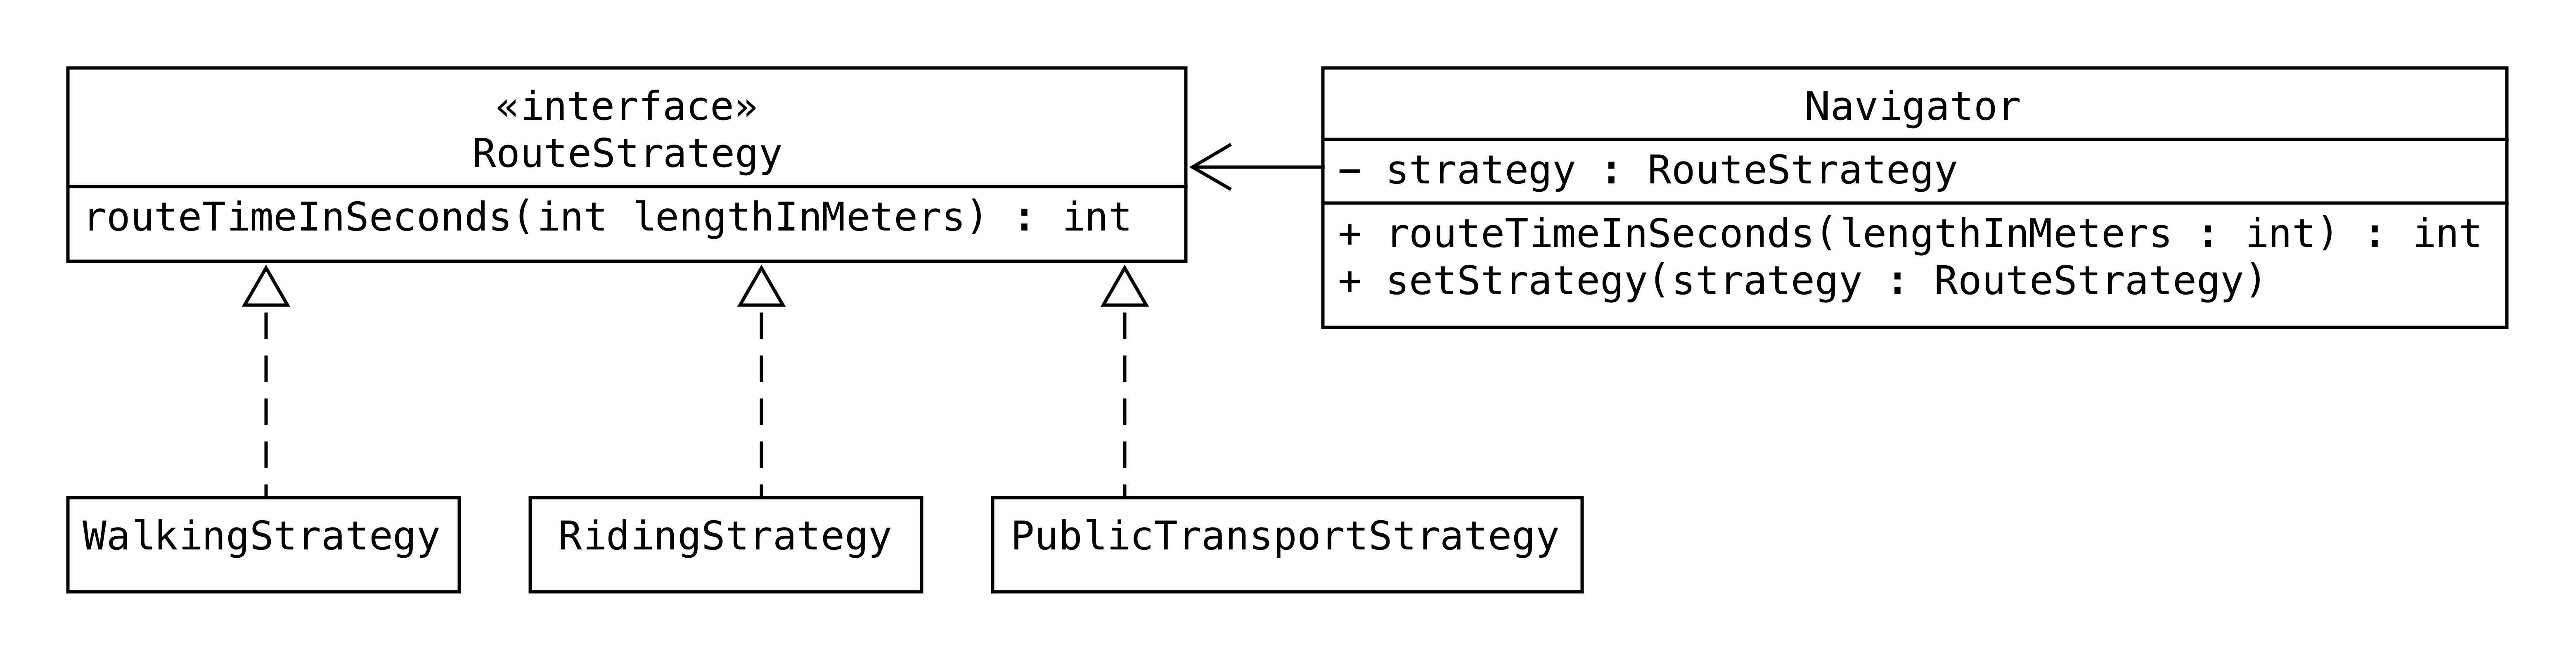 «interface»
RouteStrategy
routeTimeInSeconds(int lengthInMeters) : int
Navigator
− strategy : RouteStrategy
+ routeTimeInSeconds(lengthInMeters : int) : int
+ setStrategy(strategy : RouteStrategy)
WalkingStrategy
RidingStrategy
PublicTransportStrategy